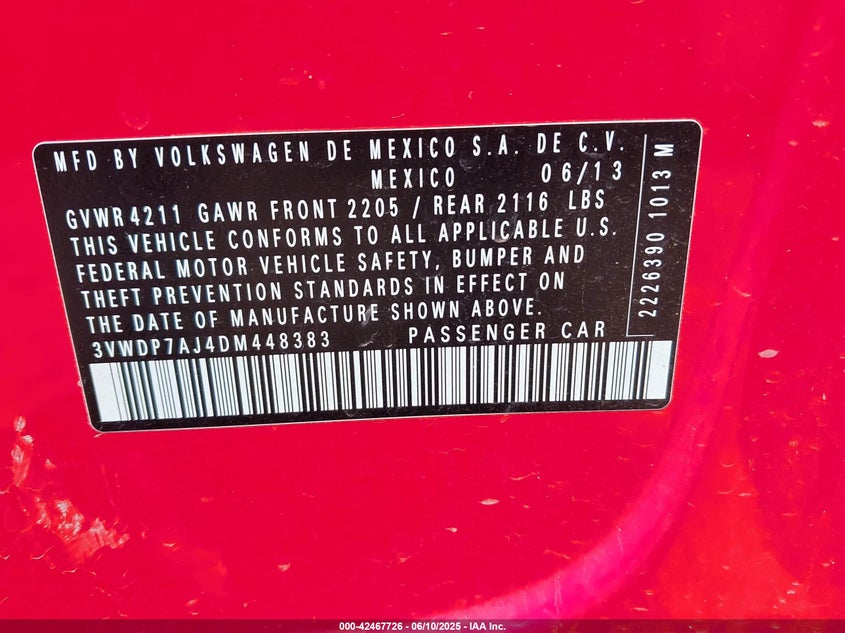 MFD BY VOLKSWAGEN DE MEXICO S.A. DE C.V.
MEXICO 06/13
GVWR 4211 GAWR FRONT 2205 / REAR 2116 LBS
THIS VEHICLE CONFORMS TO ALL APPLICABLE U.S.
FEDERAL MOTOR VEHICLE SAFETY, BUMPER AND
THEFT PREVENTION STANDARDS IN EFFECT ON
THE DATE OF MANUFACTURE SHOWN ABOVE.
3VWDP7AJ4DM448383 PASSENGER CAR
2226390 1013 M
000-42467726 - 06/10/2025 - IAA Inc.